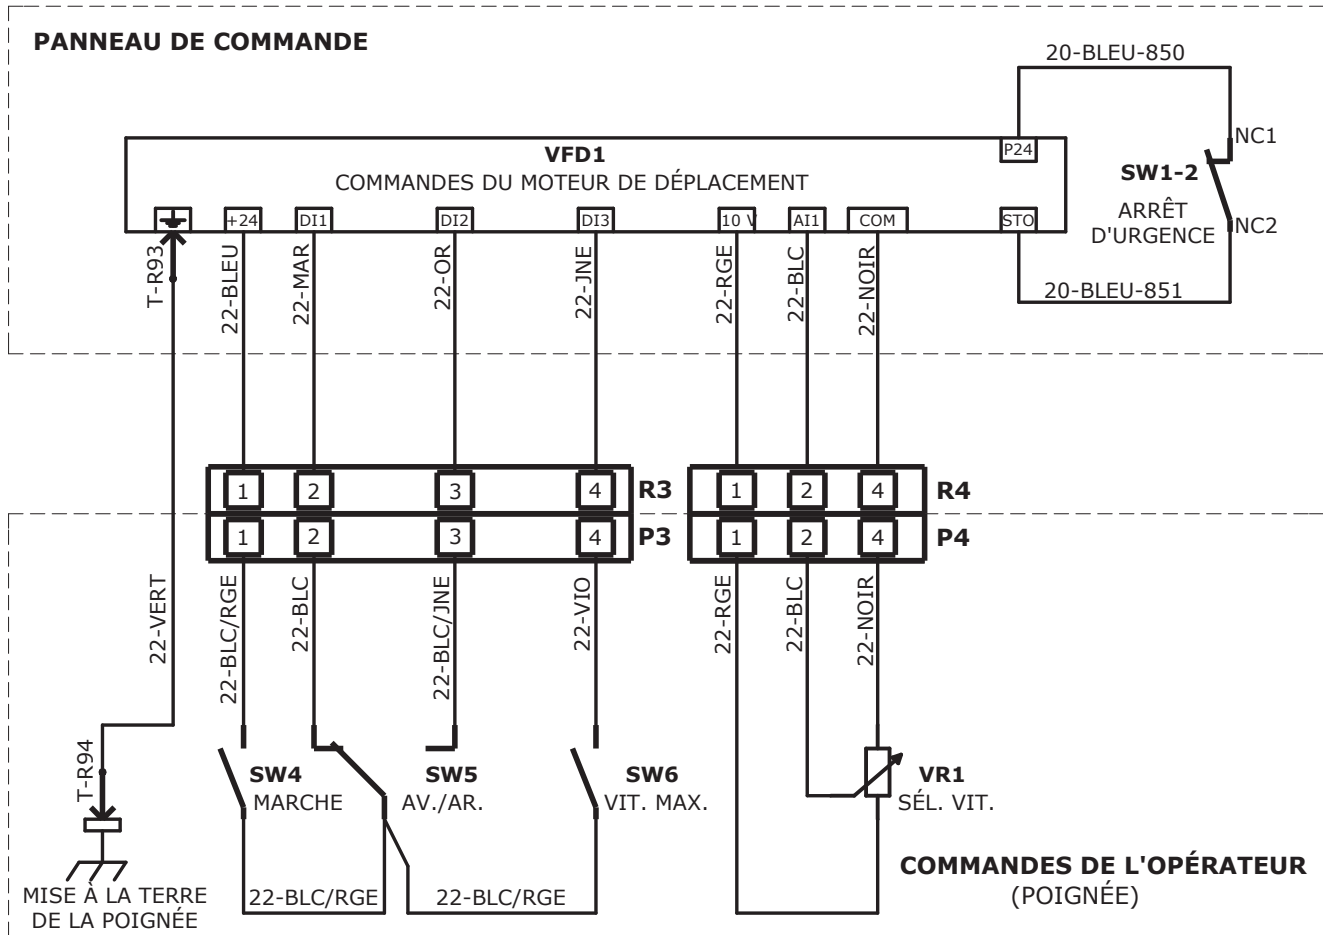 PANNEAU DE COMMANDE
20-BLEU-850
P24
NC1
VFD1
SW1-2
COMMANDES DU MOTEUR DE DÉPLACEMENT
ARRÊT
D'URGENCE
NC2
+24
DI1
DI2
DI3
10 V
AI1
COM
STO
T-R93
22-BLEU
22-MAR
22-OR
22-JNE
22-RGE
22-BLC
22-NOIR
20-BLEU-851
1
2
3
4
R3
1
2
4
R4
1
2
3
4
P3
1
2
4
P4
22-VERT
22-BLC/RGE
22-BLC
22-BLC/JNE
22-VIO
22-RGE
22-BLC
22-NOIR
T-R94
SW4
MARCHE
SW5
AV./AR.
SW6
VIT. MAX.
VR1
SÉL. VIT.
COMMANDES DE L'OPÉRATEUR
(POIGNÉE)
MISE À LA TERRE
DE LA POIGNÉE
22-BLC/RGE
22-BLC/RGE